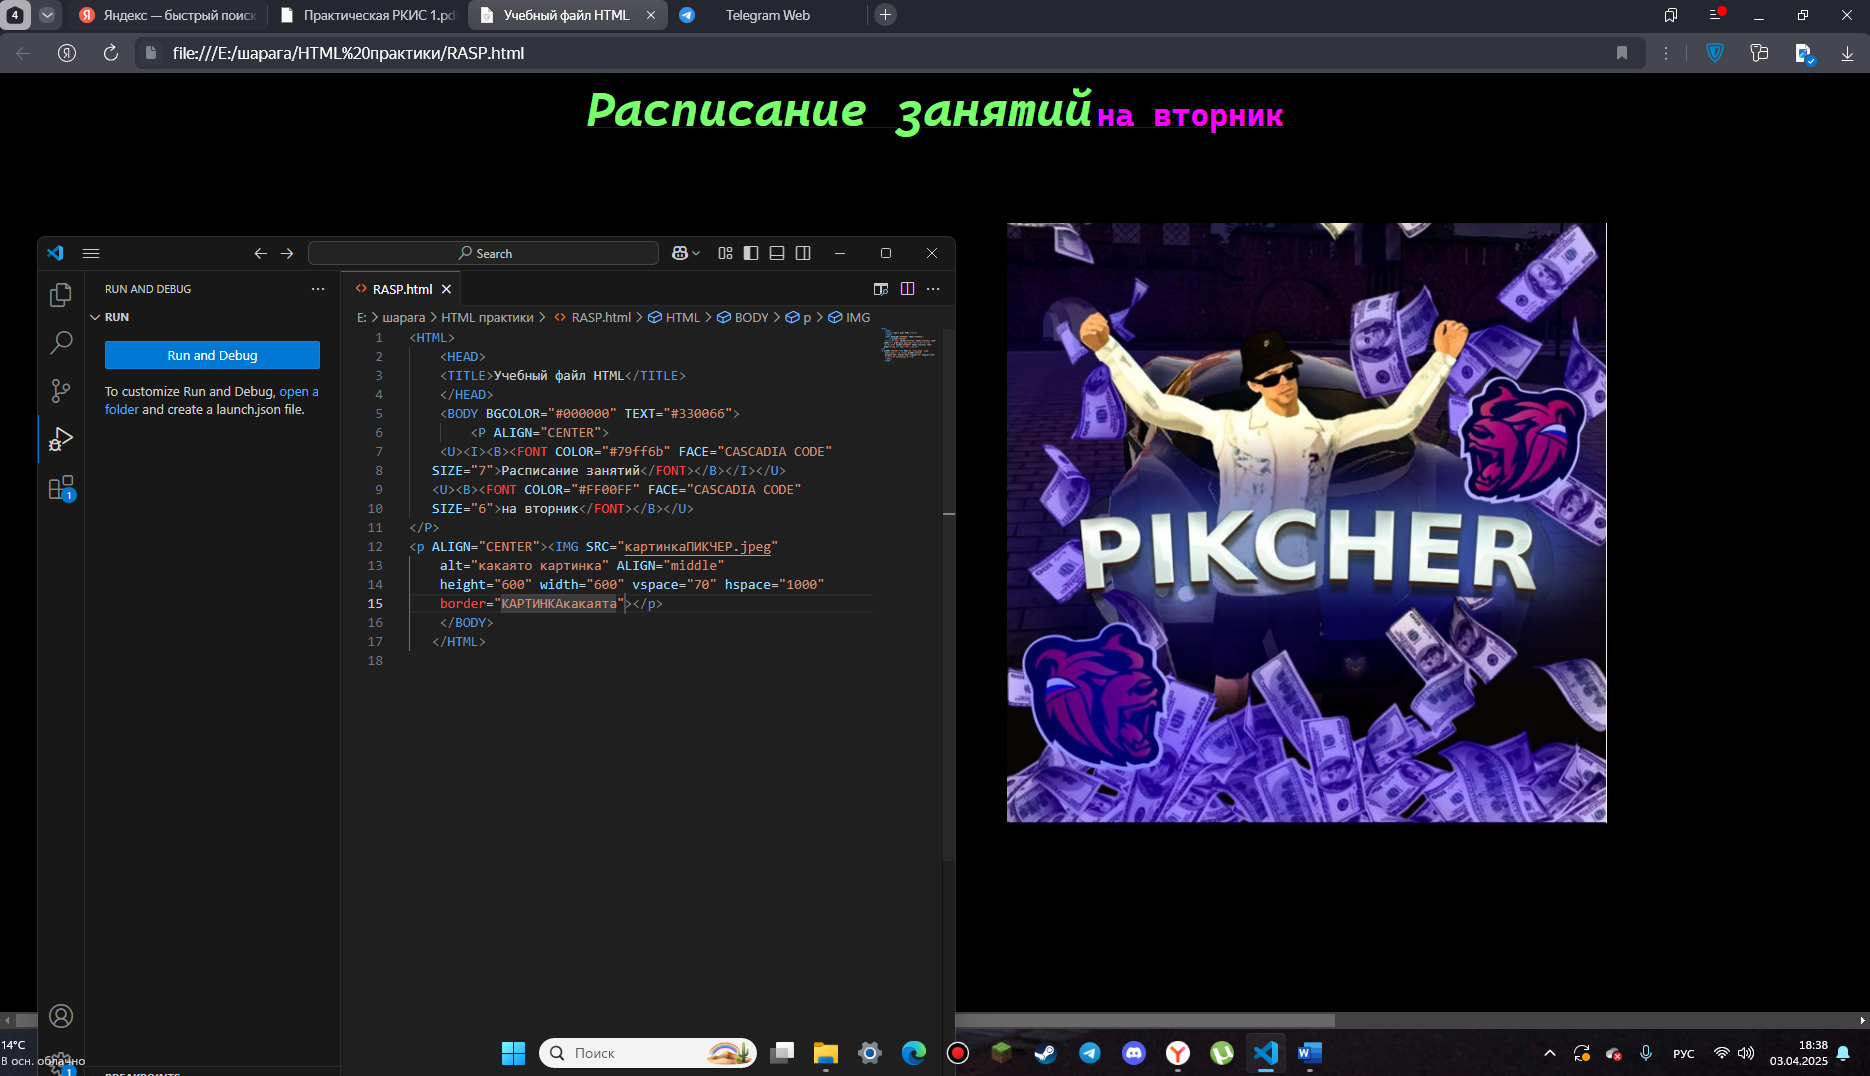 4
Яндекс — быстрый поиск
Практическая РКИС 1.pd
Учебный файл HTML
Telegram Web
file:///E:/шарага/HTML%20практики/RASP.html
Расписание занятий на вторник
Search
RUN AND DEBUG
RUN
Run and Debug
To customize Run and Debug, open a
folder and create a launch.json file.
RASP.html
E: > шарага > HTML практики > RASP.html > HTML > BODY > p > IMG
1 <HTML>
2 <HEAD>
3 <TITLE>Учебный файл HTML</TITLE>
4 </HEAD>
5 <BODY BGCOLOR="#000000" TEXT="#330066">
6 <P ALIGN="CENTER">
7 <U><I><B><FONT COLOR="#79ff6b" FACE="CASCADIA CODE"
8 SIZE="7">Расписание занятий</FONT></B></I></U>
9 <U><B><FONT COLOR="#FF00FF" FACE="CASCADIA CODE"
10 SIZE="6">на вторник</FONT></B></U>
11 </P>
12 <p ALIGN="CENTER"><IMG SRC="картинкаПИКЧЕР.jpeg"
13 alt="какаято картинка" ALIGN="middle"
14 height="600" width="600" vspace="70" hspace="1000"
15 border="КАРТИНКАкакаята"></p>
16 </BODY>
17 </HTML>
18
PIKCHER
1
1
14°C
В осн. облачно
Поиск
РУС
18:38
03.04.2025